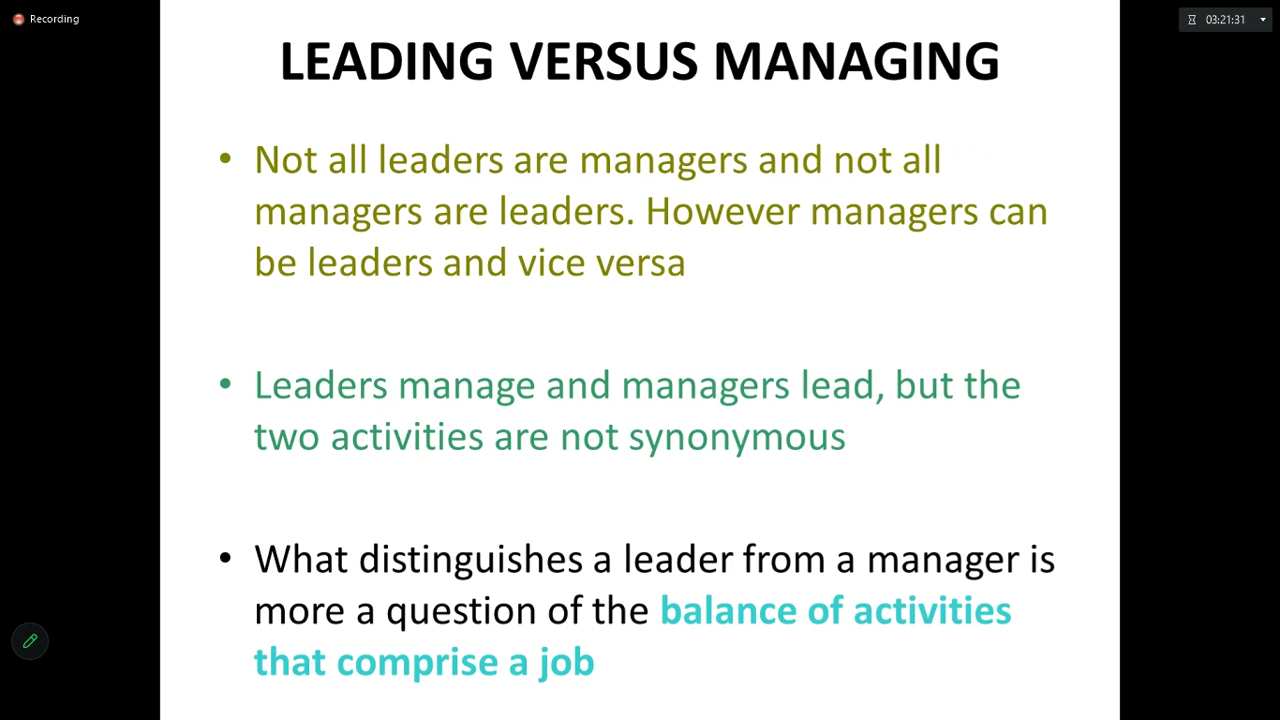 Recording
03:21:31
LEADING VERSUS MANAGING
• Not all leaders are managers and not all
managers are leaders. However managers can
be leaders and vice versa
• Leaders manage and managers lead, but the
two activities are not synonymous
• What distinguishes a leader from a manager is
more a question of the balance of activities
that comprise a job